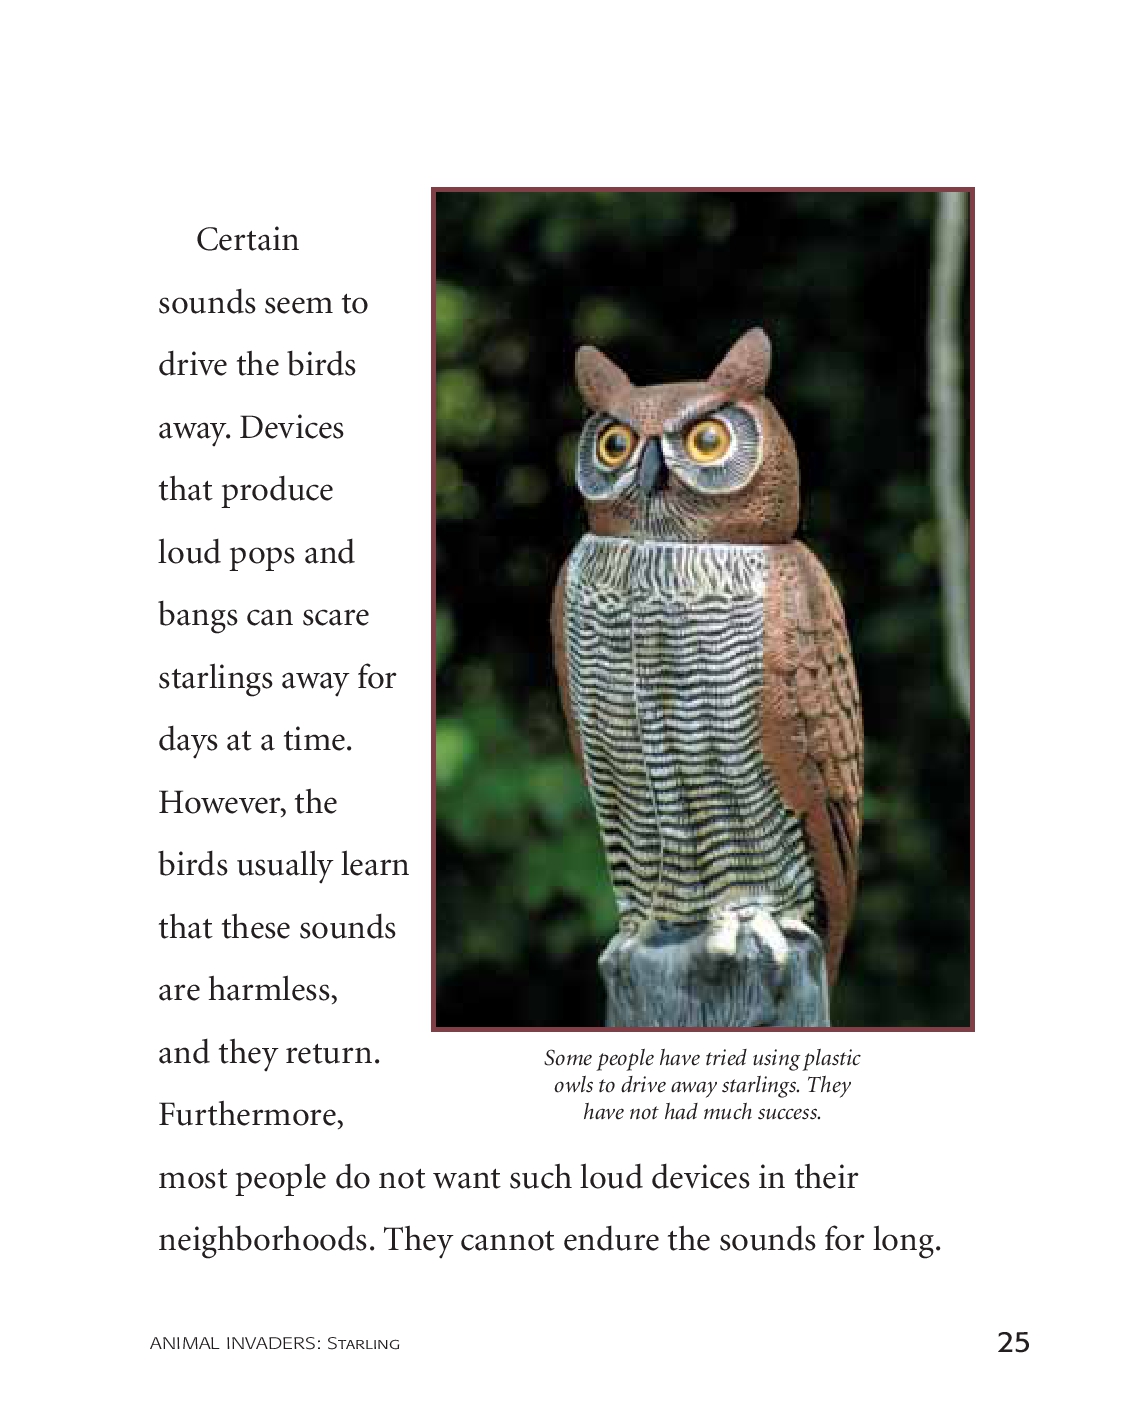 Certain
sounds seem to
drive the birds
away. Devices
that produce
loud pops and
bangs can scare
starlings away for
days at a time.
However, the
birds usually learn
that these sounds
are harmless,
and they return.
Furthermore,
most people do not want such loud devices in their
neighborhoods. They cannot endure the sounds for long.
Some people have tried using plastic
owls to drive away starlings. They
have not had much success.
ANIMAL INVADERS: STARLING
25